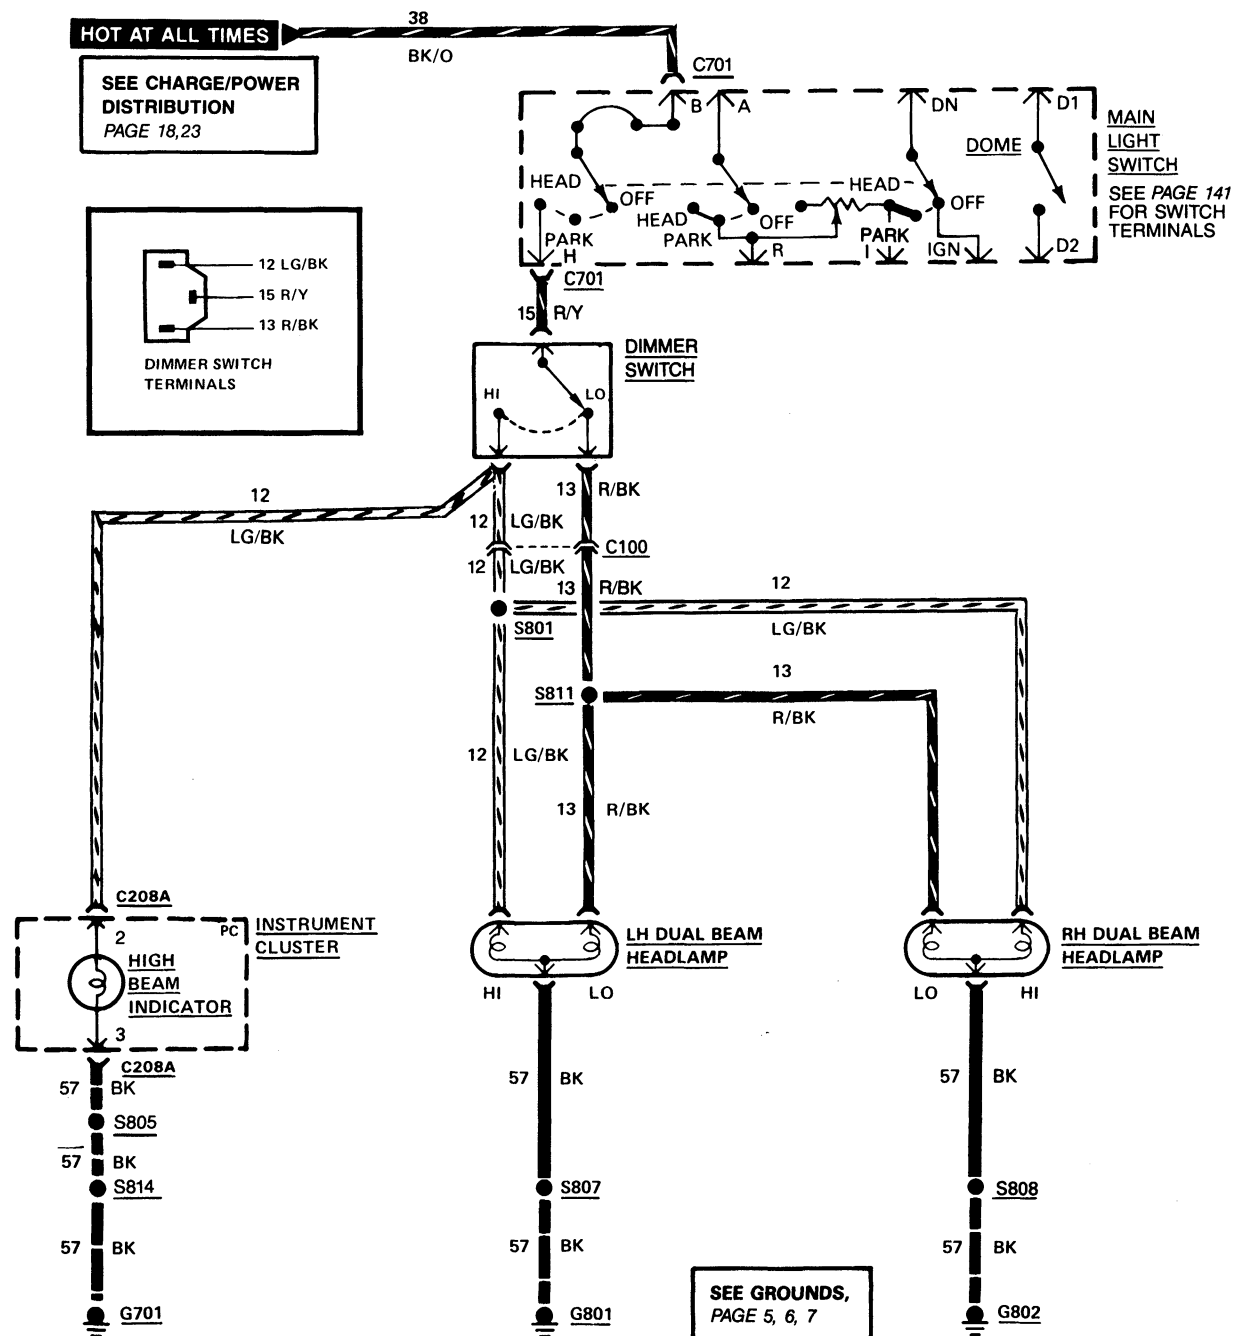 38
HOT AT ALL TIMES
BK/O
SEE CHARGE/POWER
DISTRIBUTION
PAGE 18,23
C701
B
A
DN
D1
DOME
MAIN
LIGHT
SWITCH
SEE PAGE 141
FOR SWITCH
TERMINALS
HEAD
OFF
HEAD
PARK
OFF
HEAD
OFF
PARK
H
R
PARK
I
IGN
D2
C701
15 R/Y
12 LG/BK
15 R/Y
13 R/BK
DIMMER SWITCH
TERMINALS
DIMMER
SWITCH
HI
LO
12
LG/BK
13 R/BK
12 LG/BK
C100
12 LG/BK
13 R/BK
12
LG/BK
S801
13
R/BK
S811
12 LG/BK
13 R/BK
C208A
PC
INSTRUMENT
CLUSTER
2
HIGH
BEAM
INDICATOR
3
C208A
LH DUAL BEAM
HEADLAMP
HI
LO
RH DUAL BEAM
HEADLAMP
LO
HI
57 BK
S805
57 BK
S814
57 BK
G701
57 BK
S807
57 BK
G801
57 BK
S808
57 BK
G802
SEE GROUNDS,
PAGE 5, 6, 7